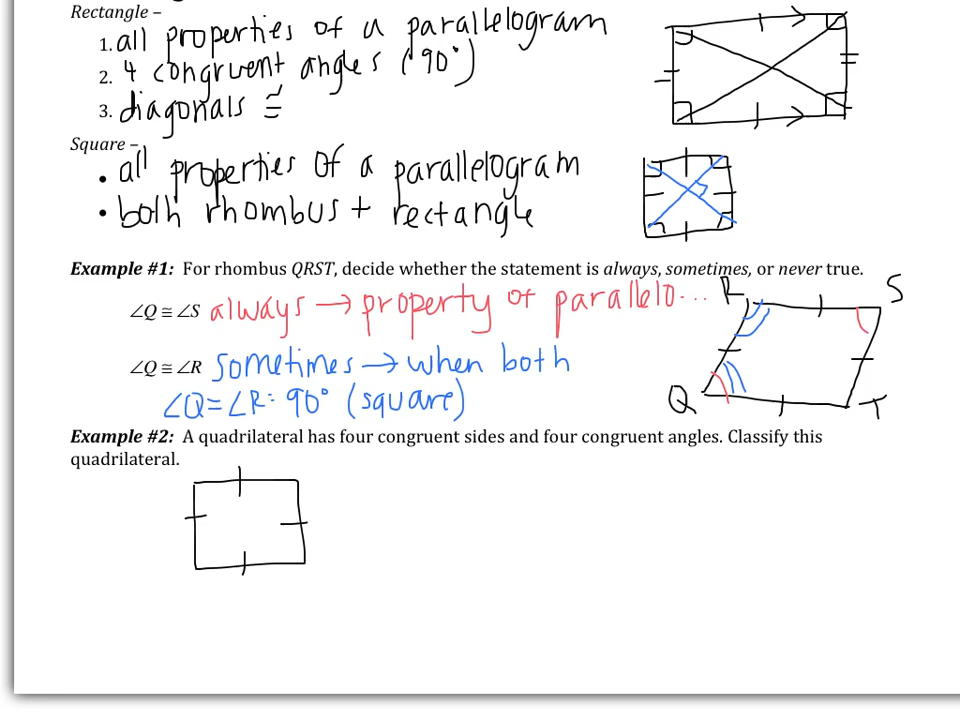 Rectangle –
1. all properties of a parallelogram
2. 4 congruent angles (90°)
3. diagonals ≅
Square –
• all properties of a parallelogram
• both rhombus + rectangle
Example #1: For rhombus QRST, decide whether the statement is always, sometimes, or never true.
∠Q ≅ ∠S always → property of parallelo...
R S
∠Q ≅ ∠R Sometimes → when both
∠Q = ∠R = 90° (square)
Q T
Example #2: A quadrilateral has four congruent sides and four congruent angles. Classify this
quadrilateral.